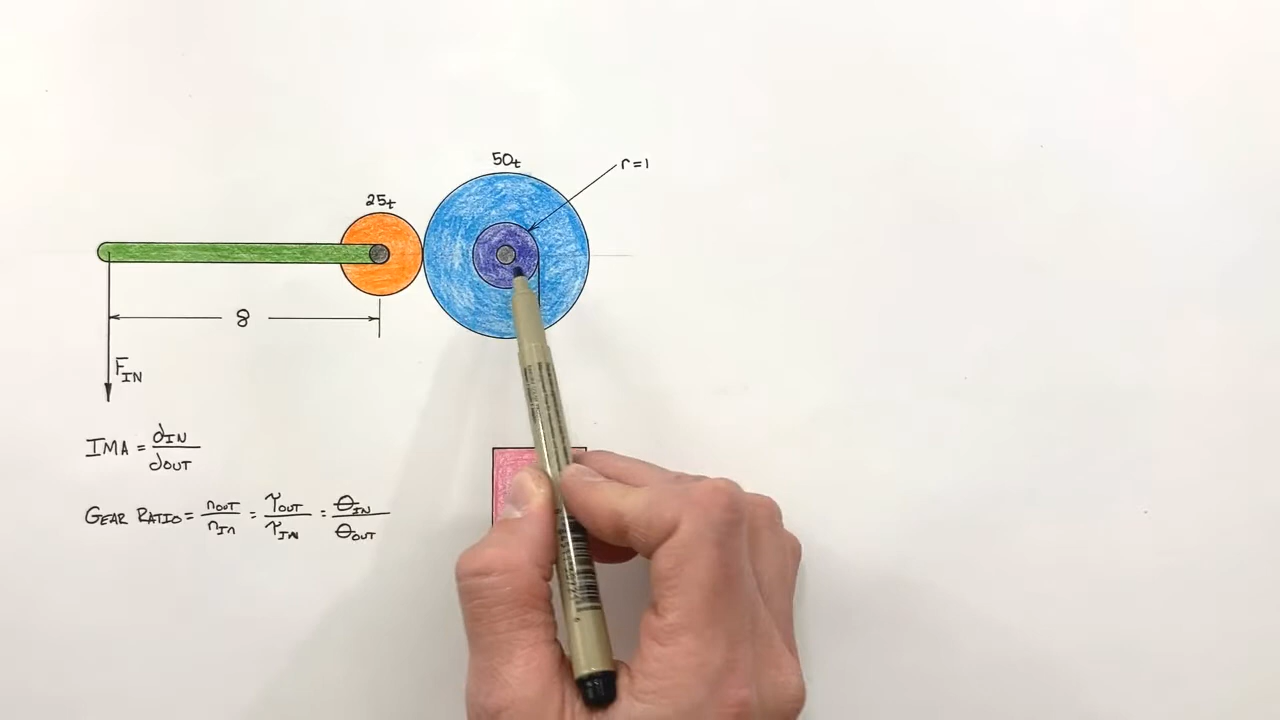 50t
r=1
25t
8
FIN
IMA = dIN/dOUT
GEAR RATIO = nOUT/nIN = τOUT/τIN = θIN/θOUT